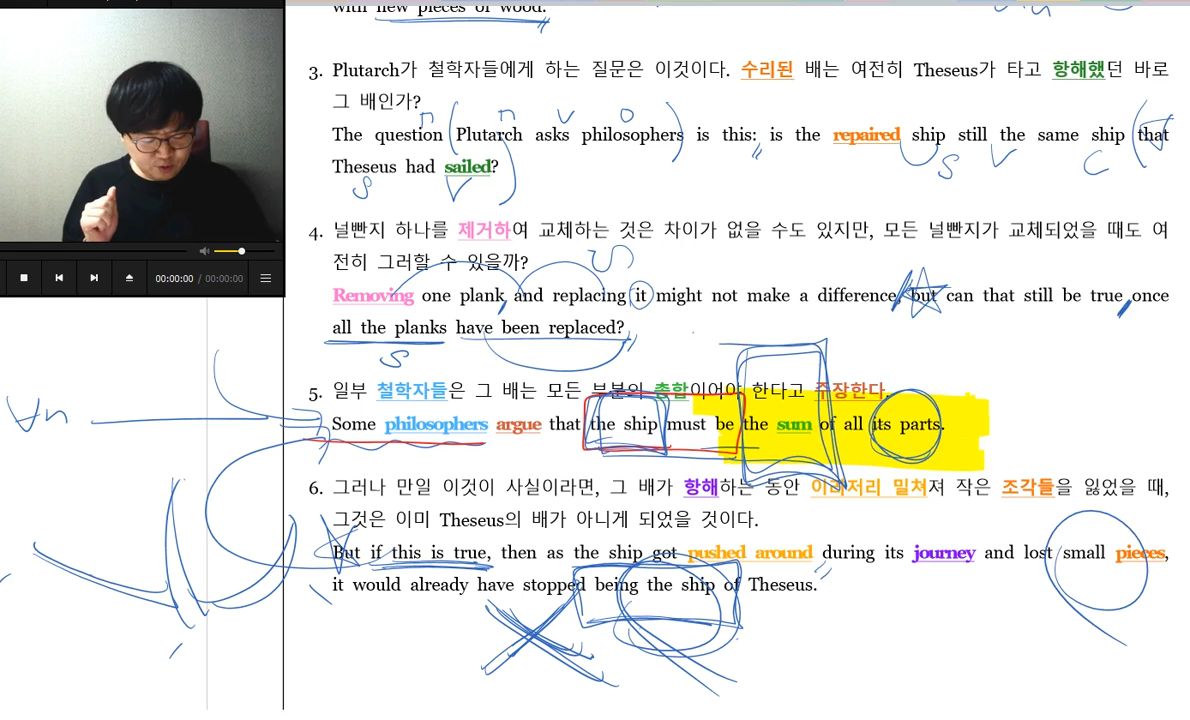 with new pieces of wood.
3. Plutarch가 철학자들에게 하는 질문은 이것이다. 수리된 배는 여전히 Theseus가 타고 항해했던 바로
그 배인가?
n n V O
The question Plutarch asks philosophers is this: is the repaired ship still the same ship that
S V C
Theseus had sailed?
S V
4. 널빤지 하나를 제거하여 교체하는 것은 차이가 없을 수도 있지만, 모든 널빤지가 교체되었을 때도 여
전히 그러할 수 있을까?
S
Removing one plank, and replacing it might not make a difference, but can that still be true, once
all the planks have been replaced?
S
5. 일부 철학자들은 그 배는 모든 부분의 총합이어야 한다고 주장한다.
Some philosophers argue that the ship must be the sum of all its parts.
6. 그러나 만일 이것이 사실이라면, 그 배가 항해하는 동안 이리저리 밀쳐져 작은 조각들을 잃었을 때,
그것은 이미 Theseus의 배가 아니게 되었을 것이다.
But if this is true, then as the ship got pushed around during its journey and lost small pieces,
it would already have stopped being the ship of Theseus.
00:00:00 / 00:00:00